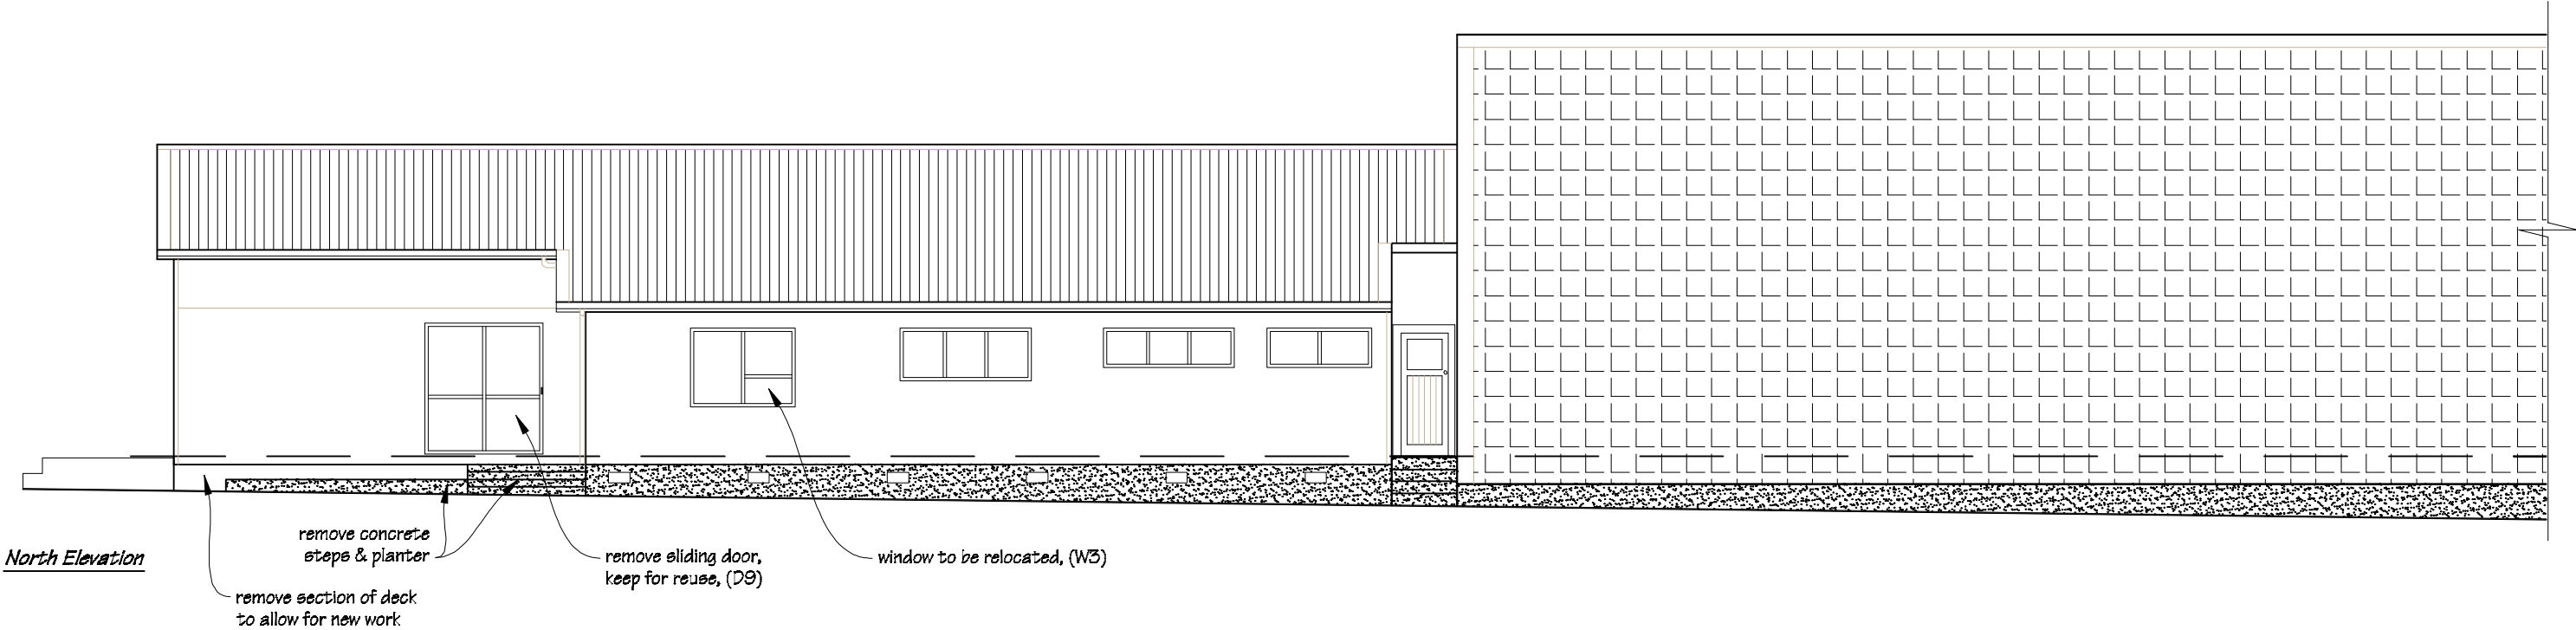 remove concrete
steps & planter
remove sliding door,
keep for reuse, (D9)
window to be relocated, (W3)
North Elevation
remove section of deck
to allow for new work